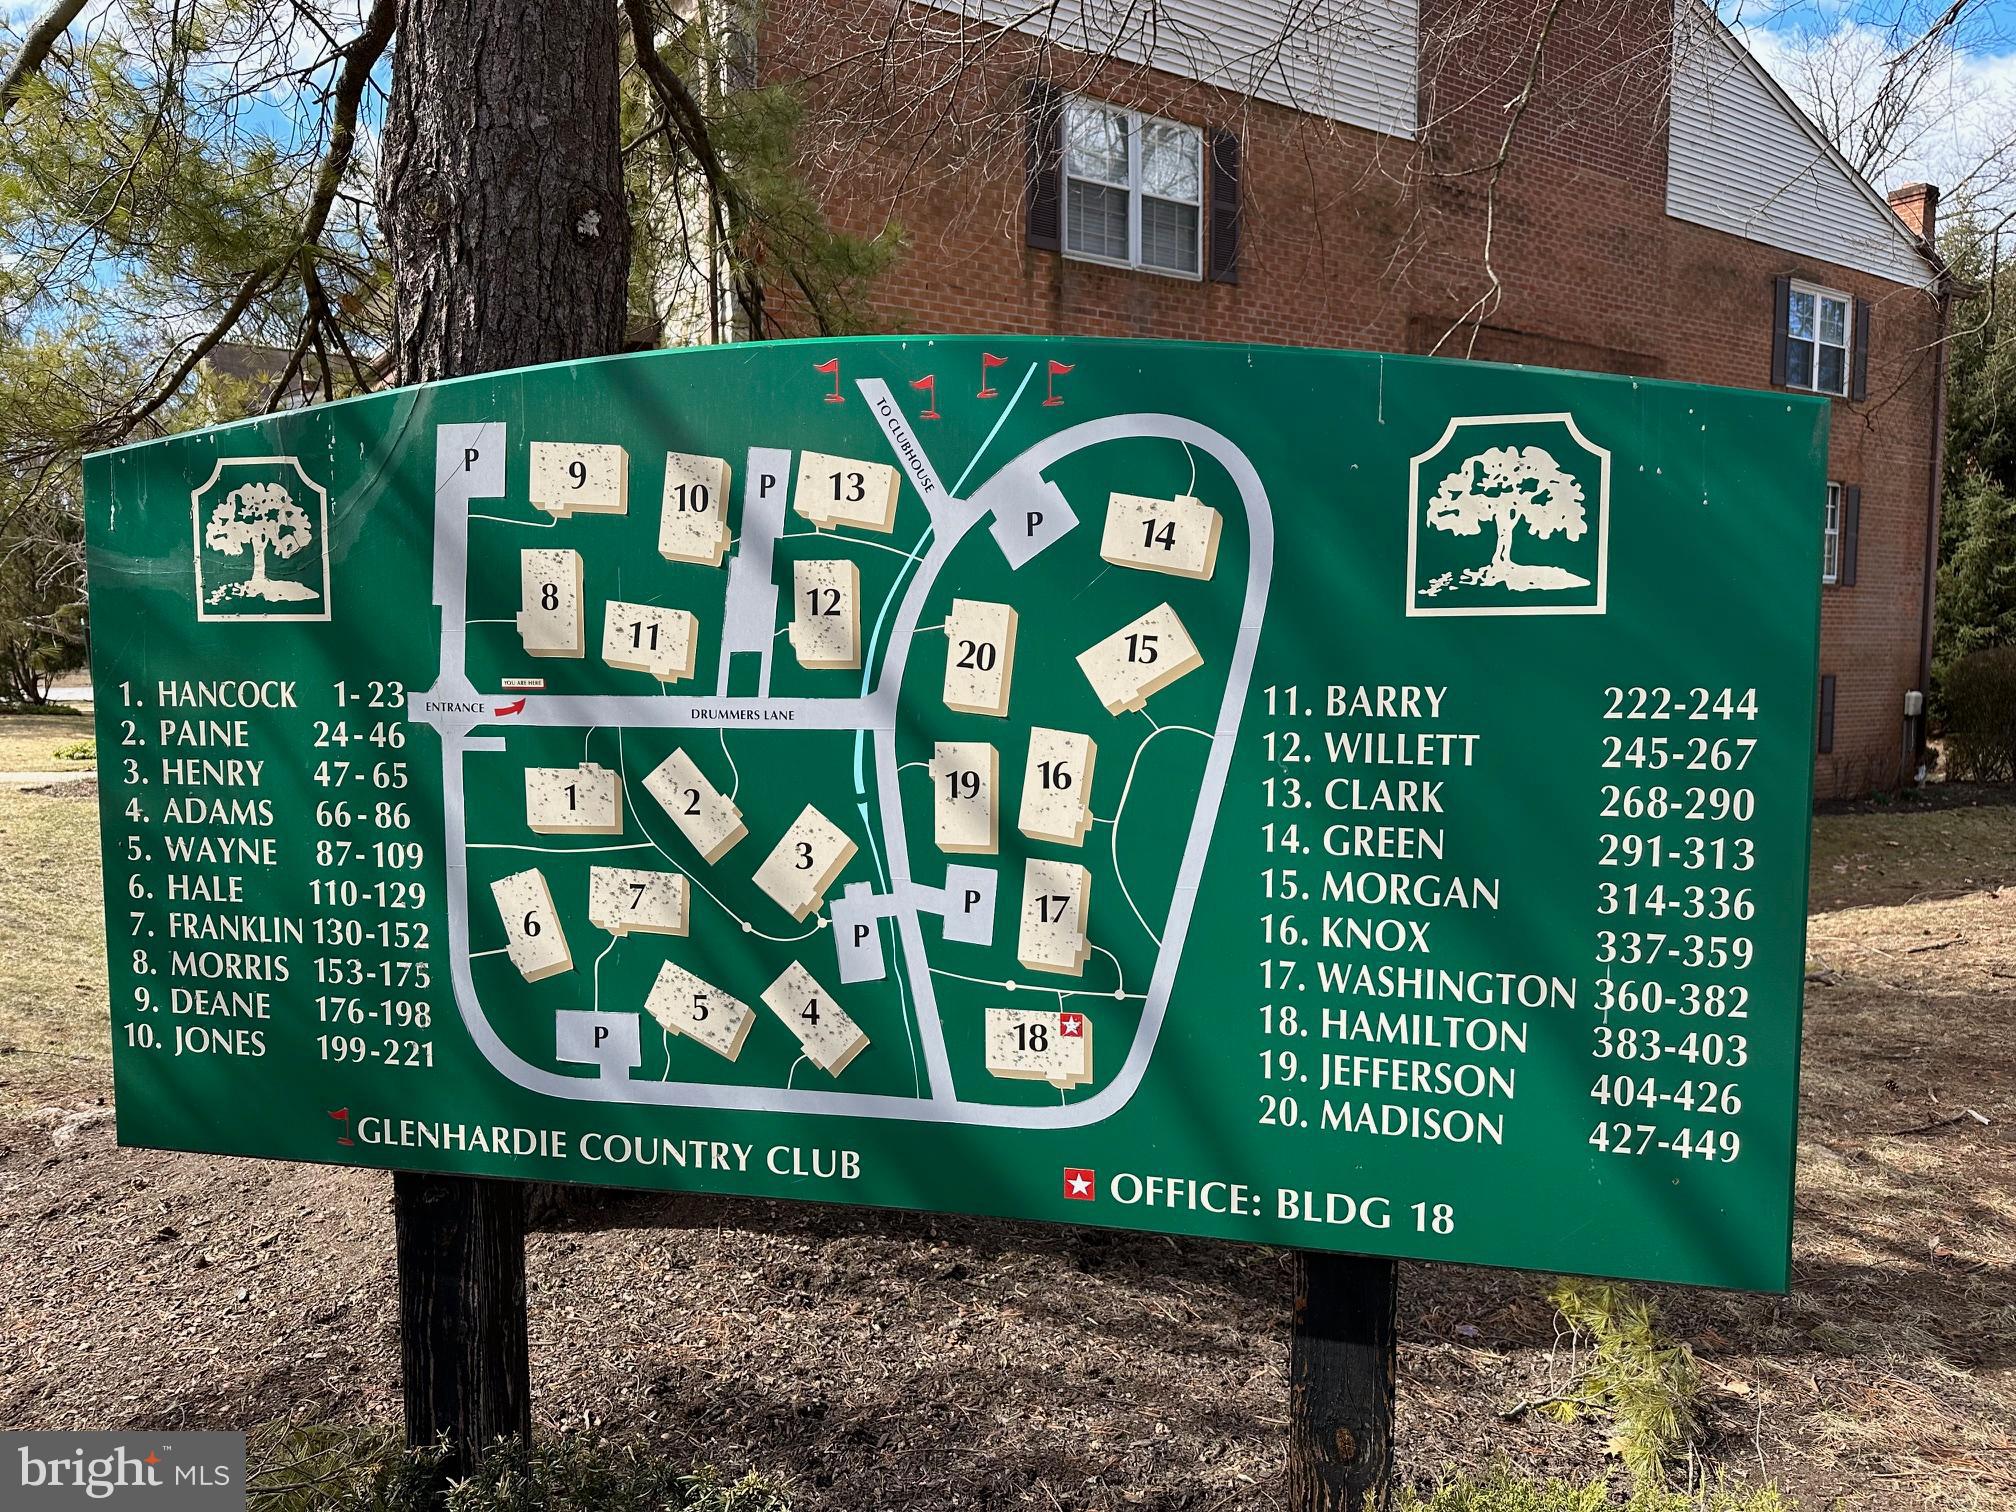 P
9
10
P
13
TO CLUBHOUSE
P
14
8
11
12
20
15
YOU ARE HERE
ENTRANCE
DRUMMERS LANE
1
2
3
19
16
6
7
P
P
17
5
4
P
18
1. HANCOCK 1-23
2. PAINE 24-46
3. HENRY 47-65
4. ADAMS 66-86
5. WAYNE 87-109
6. HALE 110-129
7. FRANKLIN 130-152
8. MORRIS 153-175
9. DEANE 176-198
10. JONES 199-221
11. BARRY 222-244
12. WILLETT 245-267
13. CLARK 268-290
14. GREEN 291-313
15. MORGAN 314-336
16. KNOX 337-359
17. WASHINGTON 360-382
18. HAMILTON 383-403
19. JEFFERSON 404-426
20. MADISON 427-449
GLENHARDIE COUNTRY CLUB
OFFICE: BLDG 18
bright™ MLS